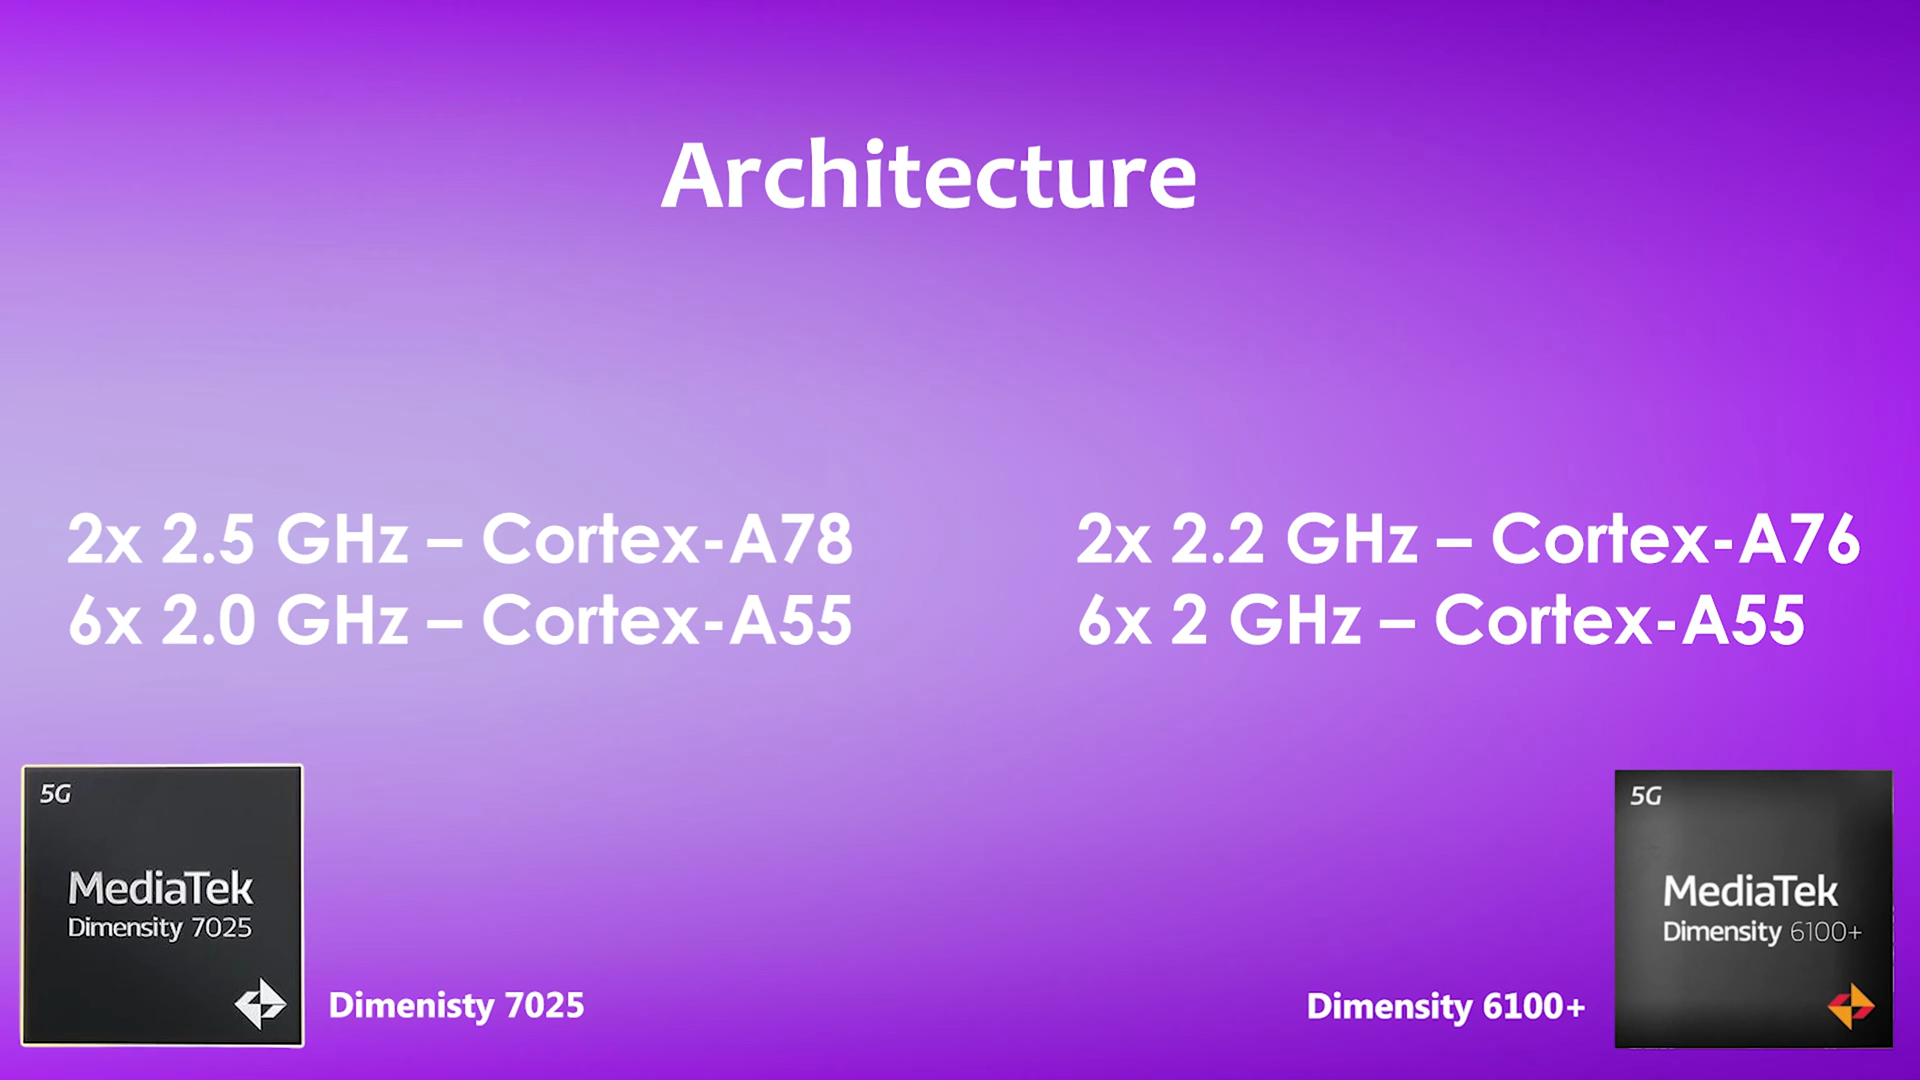 Architecture
2x 2.5 GHz – Cortex-A78
6x 2.0 GHz – Cortex-A55
2x 2.2 GHz – Cortex-A76
6x 2 GHz – Cortex-A55
5G
MediaTek
Dimensity 7025
Dimenisty 7025
5G
MediaTek
Dimensity 6100+
Dimensity 6100+